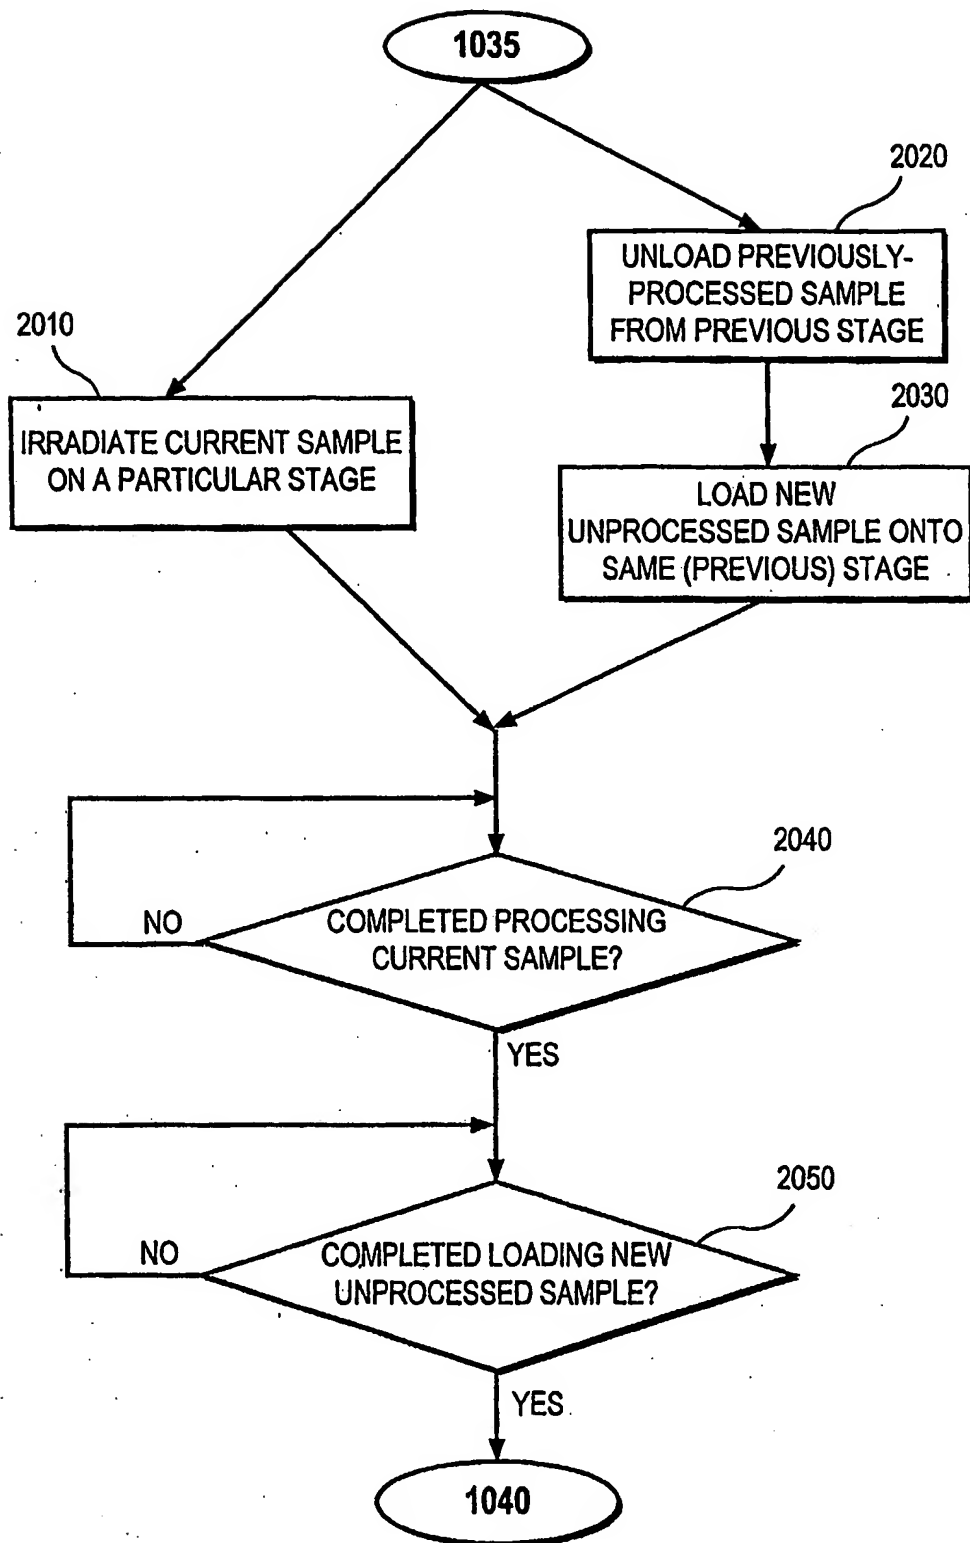 1035
2020
UNLOAD PREVIOUSLY-
PROCESSED SAMPLE
FROM PREVIOUS STAGE
2010
IRRADIATE CURRENT SAMPLE
ON A PARTICULAR STAGE
2030
LOAD NEW
UNPROCESSED SAMPLE ONTO
SAME (PREVIOUS) STAGE
2040
COMPLETED PROCESSING
CURRENT SAMPLE?
NO
YES
2050
COMPLETED LOADING NEW
UNPROCESSED SAMPLE?
NO
YES
1040